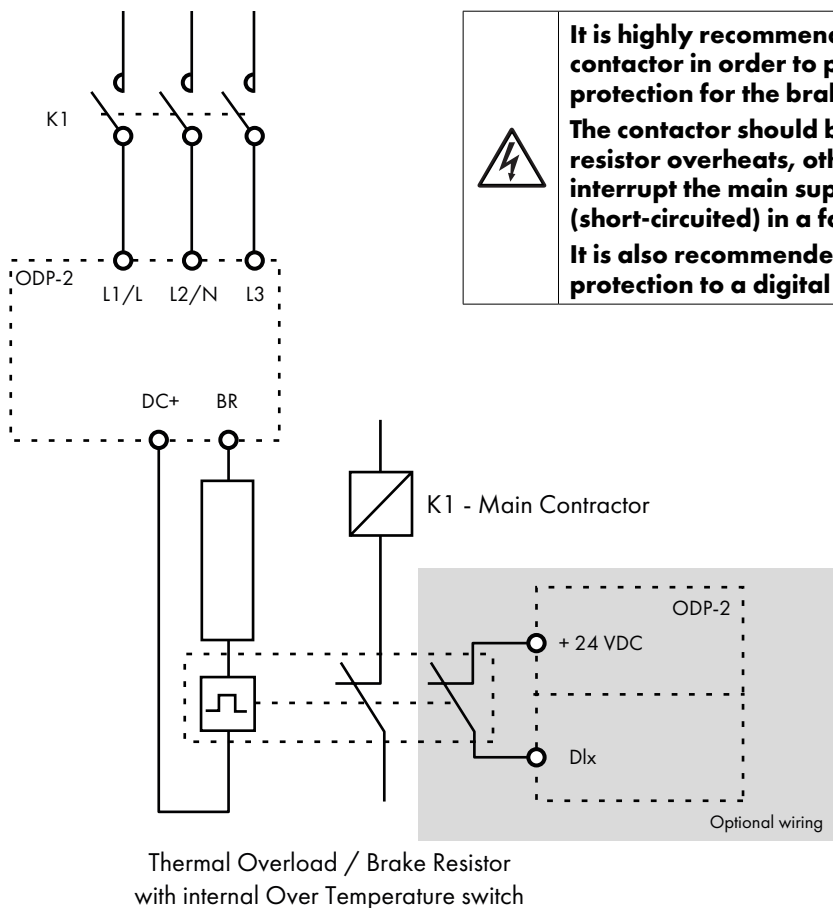 It is highly recommen
contactor in order to p
protection for the bra
The contactor should b
resistor overheats, oth
interrupt the main sup
(short-circuited) in a fa
It is also recommende
protection to a digital
K1
ODP-2
L1/L L2/N L3
DC+ BR
K1 - Main Contractor
ODP-2
+ 24 VDC
DIx
Optional wiring
Thermal Overload / Brake Resistor
with internal Over Temperature switch